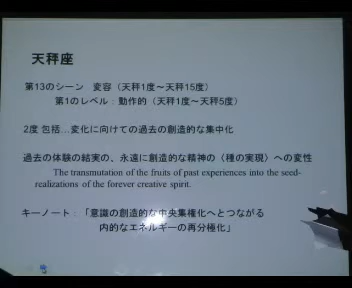 天秤座
第13のシーン 変容（天秤1度～天秤15度）
第1のレベル：動作的（天秤1度～天秤5度）
2度 包括…変化に向けての過去の創造的な集中化
過去の体験の結実の、永遠に創造的な精神の〈種の実現〉への変性
The transmutation of the fruits of past experiences into the seed-
realizations of the forever creative spirit.
キーノート：「意識の創造的な中央集権化へとつながる
内的なエネルギーの再分極化」